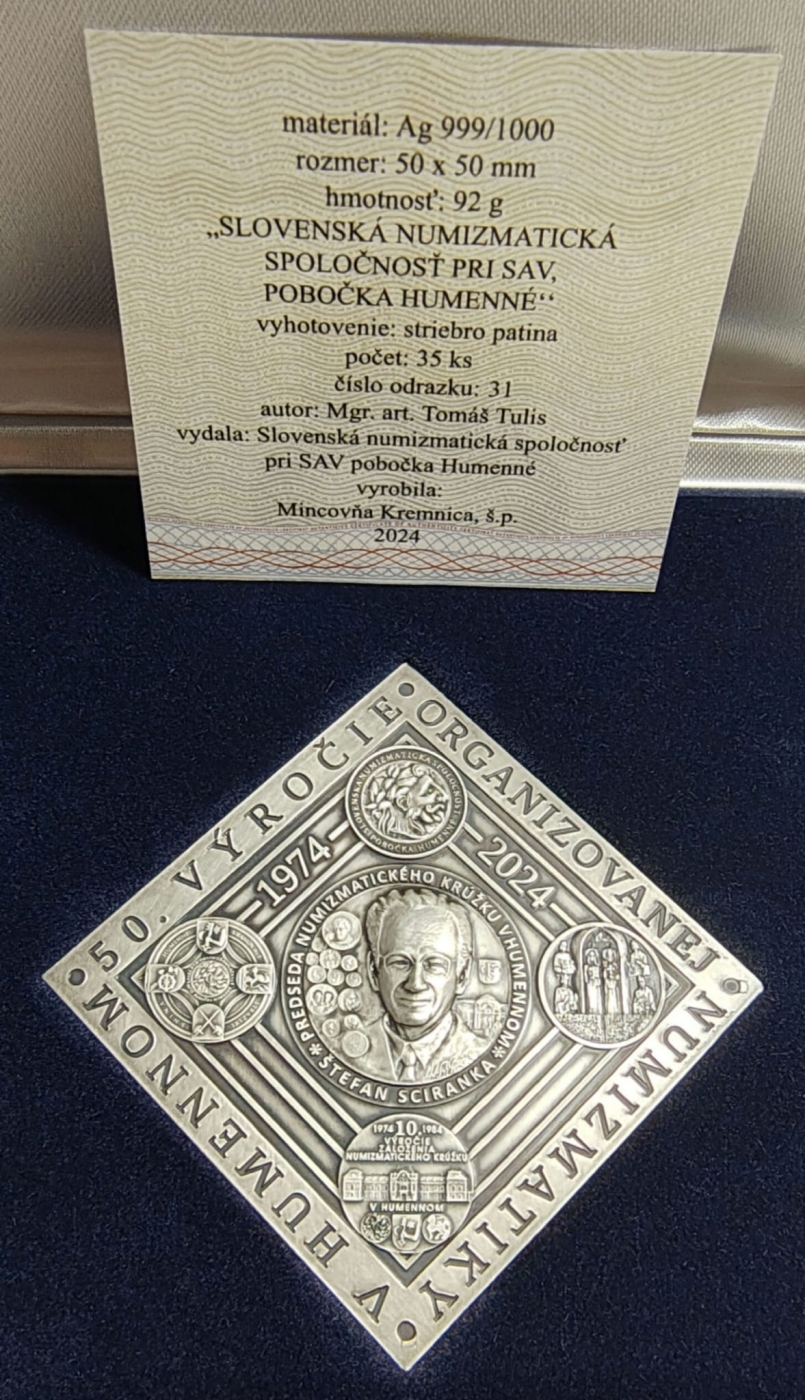 materiál: Ag 999/1000
rozmer: 50 x 50 mm
hmotnosť: 92 g
„SLOVENSKÁ NUMIZMATICKÁ
SPOLOČNOSŤ PRI SAV,
POBOČKA HUMENNÉ“
vyhotovenie: striebro patina
počet: 35 ks
číslo odrazku: 31
autor: Mgr. art. Tomáš Tulis
vydala: Slovenská numizmatická spoločnosť
pri SAV pobočka Humenné
vyrobila:
Mincovňa Kremnica, š.p.
2024
50. VÝROČIE
ORGANIZOVANEJ
NUMIZMATIKY
V HUMENNOM
1974
2024
PREDSEDA NUMIZMATICKÉHO KRÚŽKU V HUMENNOM
*ŠTEFAN SCIRANKA*
1974 10. 1984
VÝROČIE
ZALOŽENIA
NUMIZMATICKÉHO KRÚŽKU
V HUMENNOM